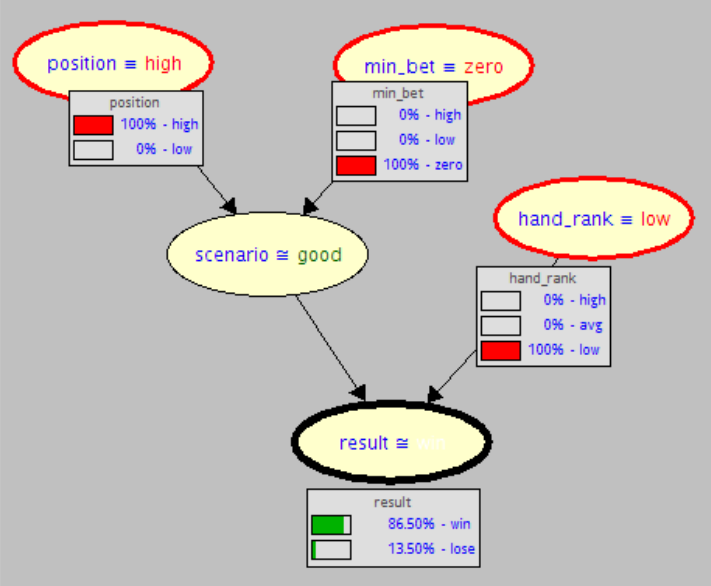 position ≡ high
min_bet ≡ zero
position
100% - high
0% - low
min_bet
0% - high
0% - low
100% - zero
hand_rank ≡ low
scenario ≅ good
hand_rank
0% - high
0% - avg
100% - low
result ≅ win
result
86.50% - win
13.50% - lose